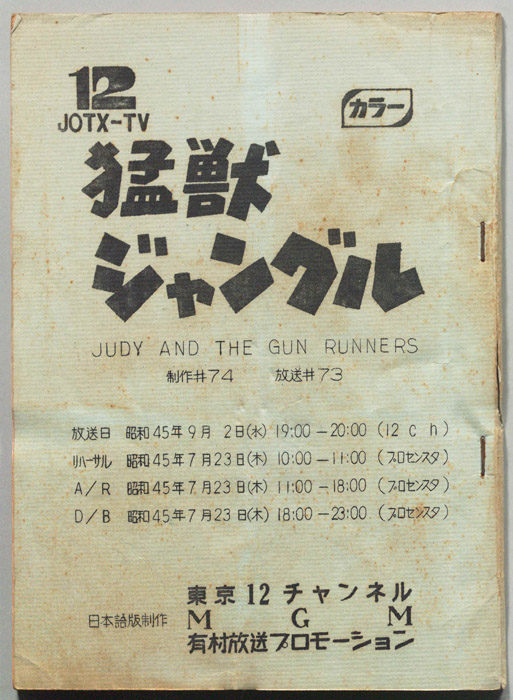 12
JOTX-TV
カラー
猛獣
ジャングル
JUDY AND THE GUN RUNNERS
制作#74 放送#73
放送日 昭和45年9月2日(水) 19:00-20:00 (12ch)
リハーサル 昭和45年7月23日(木) 10:00-11:00 (プロセンスタ)
A/R 昭和45年7月23日(木) 11:00-18:00 (プロセンスタ)
D/B 昭和45年7月23日(木) 18:00-23:00 (プロセンスタ)
東京12チャンネル
日本語版制作 M G M
有村放送プロモーション